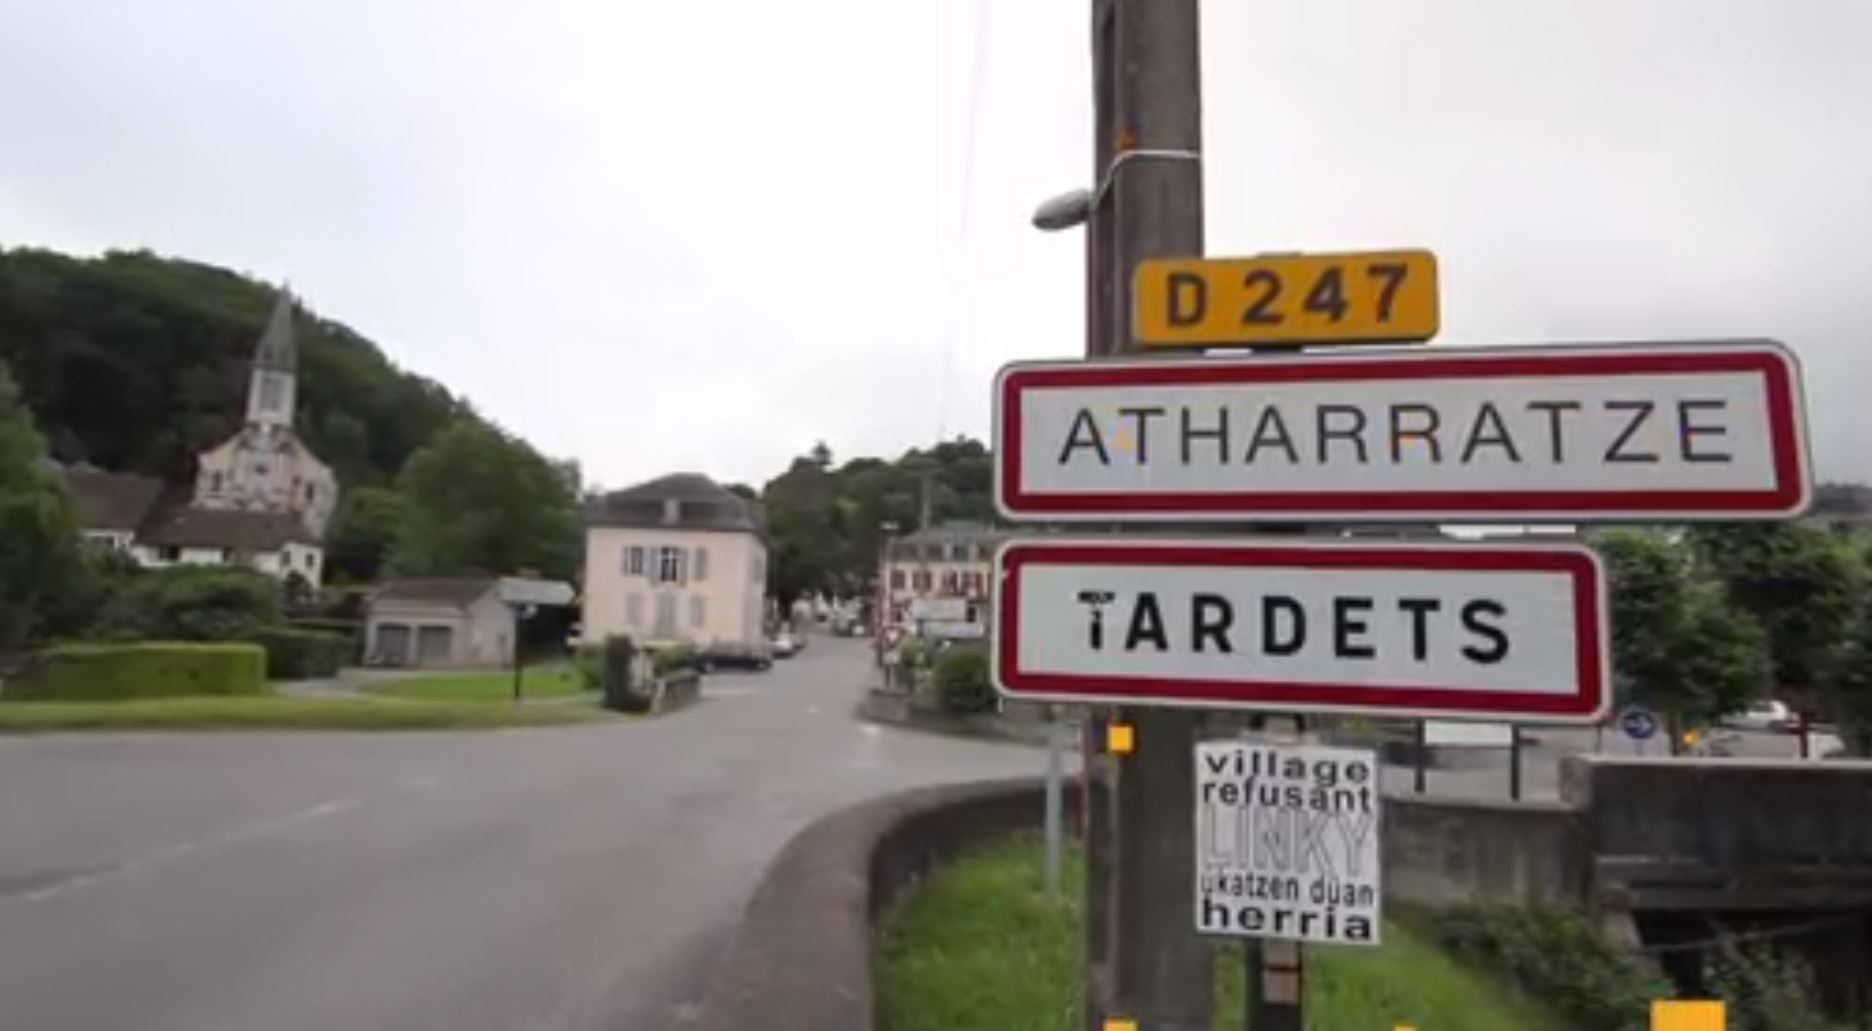 D 247
ATHARRATZE
TARDETS
village
refusant
LINKY
ukatzen duan
herria